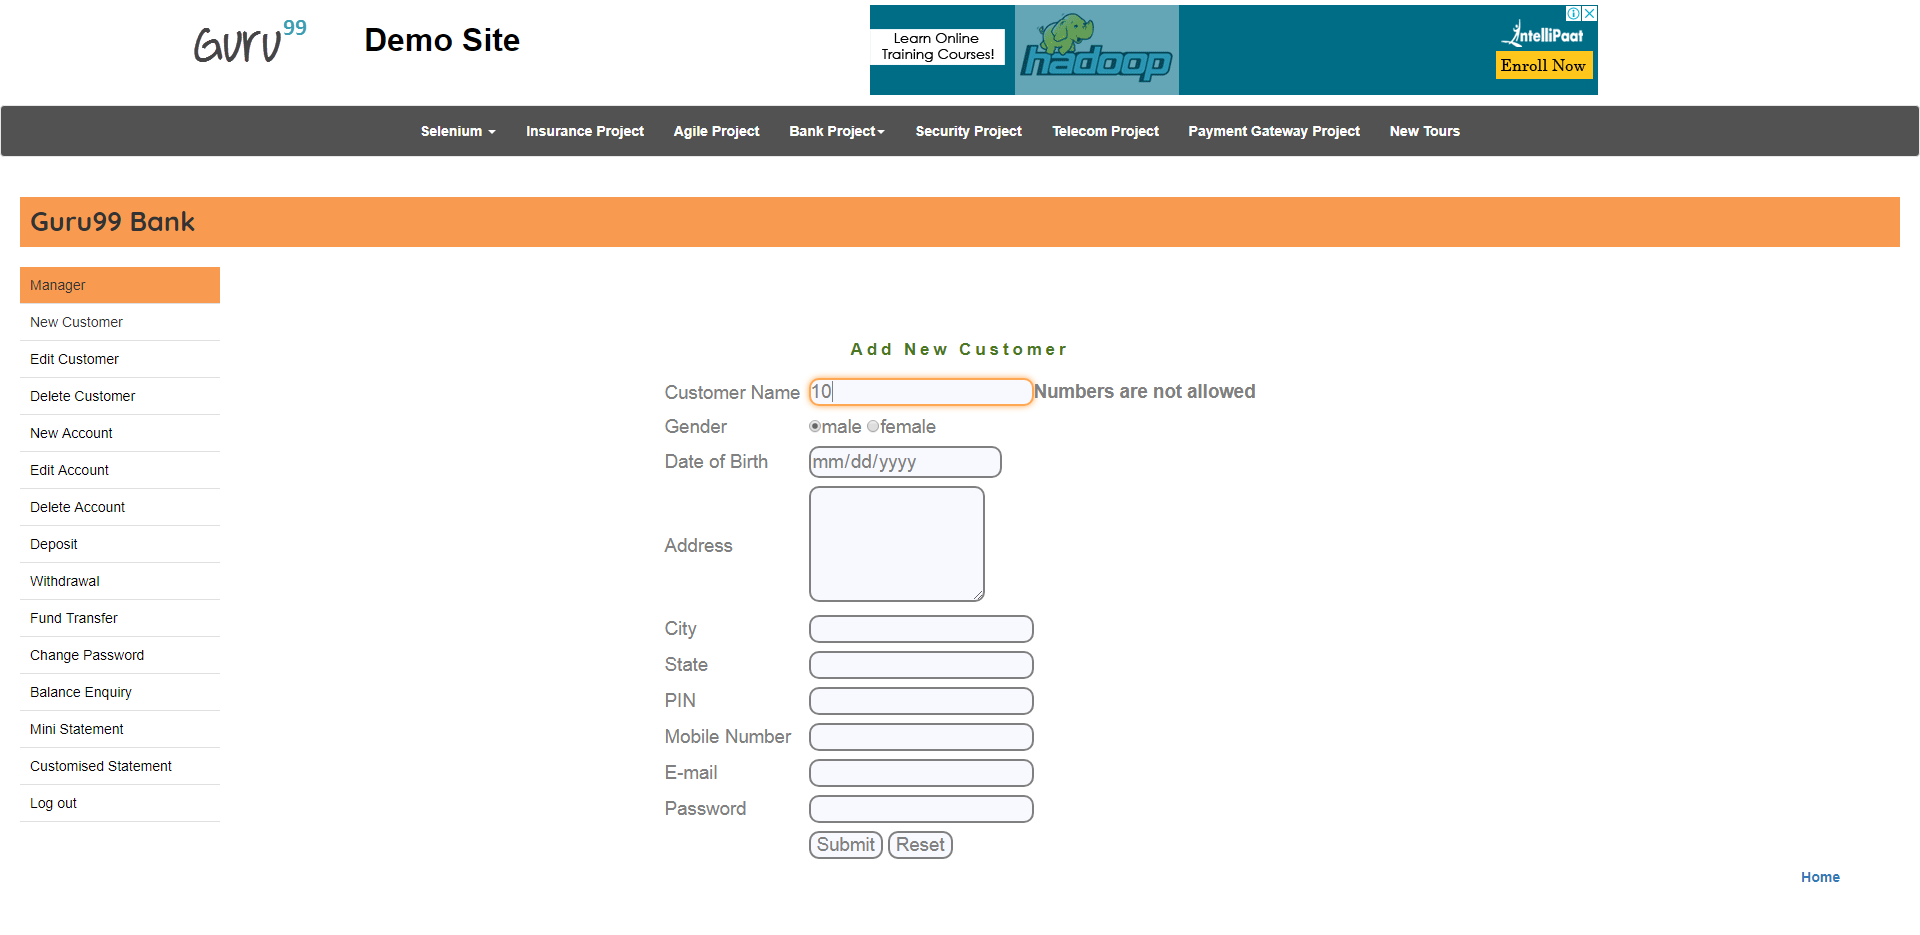 Guru99
Demo Site
Learn Online
Training Courses!
hadoop
IntelliPaat
Enroll Now
Selenium
Insurance Project
Agile Project
Bank Project
Security Project
Telecom Project
Payment Gateway Project
New Tours
Guru99 Bank
Manager
New Customer
Edit Customer
Delete Customer
New Account
Edit Account
Delete Account
Deposit
Withdrawal
Fund Transfer
Change Password
Balance Enquiry
Mini Statement
Customised Statement
Log out
Add New Customer
Customer Name 10 Numbers are not allowed
Gender male female
Date of Birth mm/dd/yyyy
Address
City
State
PIN
Mobile Number
E-mail
Password
Submit Reset
Home